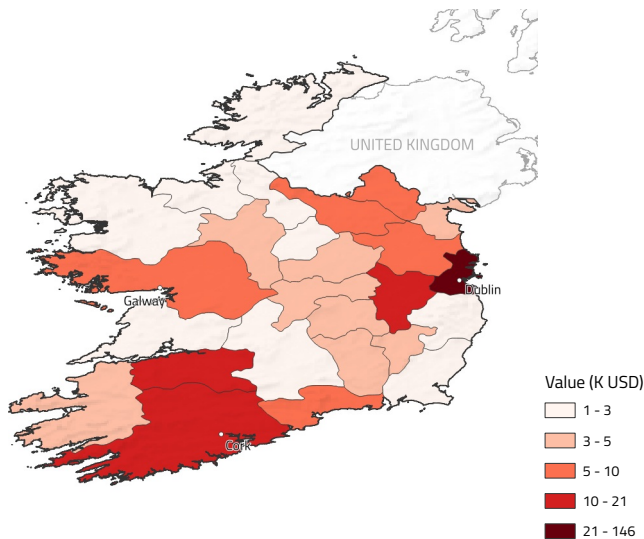 UNITED KINGDOM
Dublin
Galway
Cork
Value (K USD)
1 - 3
3 - 5
5 - 10
10 - 21
21 - 146